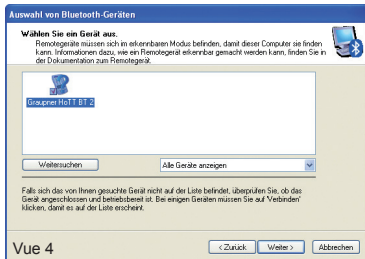 Auswahl von Bluetooth-Geräten
Wählen Sie ein Gerät aus.
Remotegeräte müssen sich im erkennbaren Modus befinden, damit dieser Computer sie finden
kann. Informationen dazu, wie ein Remotegerät erkennbar gemacht werden kann, finden Sie in
der Dokumentation zum Remotegerät.
Graupner HoTT BT 2
Weitersuchen
Alle Geräte anzeigen
Falls sich das von Ihnen gesuchte Gerät nicht auf der Liste befindet, überprüfen Sie, ob das
Gerät angeschlossen und betriebsbereit ist. Bei einigen Geräten müssen Sie auf 'Verbinden'
klicken, damit es auf der Liste erscheint.
Vue 4
< Zurück
Weiter >
Abbrechen